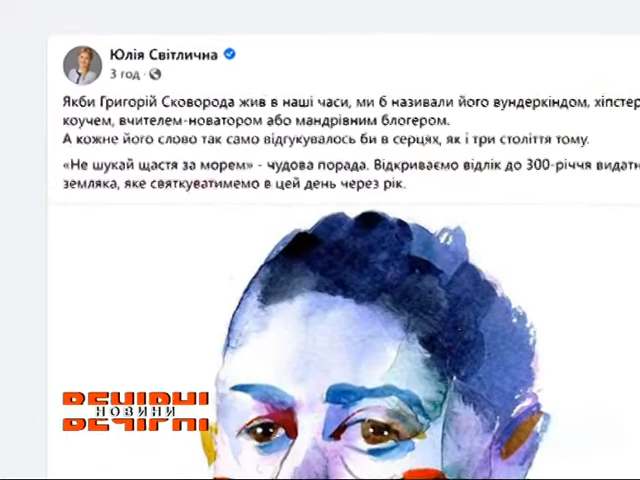 Юлія Світлична
3 год ·
Якби Григорій Сковорода жив в наші часи, ми б називали його вундеркіндом, хіпстер
коучем, вчителем-новатором або мандрівним блогером.
А кожне його слово так само відгукувалось би в серцях, як і три століття тому.
«Не шукай щастя за морем» - чудова порада. Відкриваємо відлік до 300-річчя видатн
земляка, яке святкуватимемо в цей день через рік.
ВЕЧІРНІ
НОВИНИ
ВЕЧІРНІ